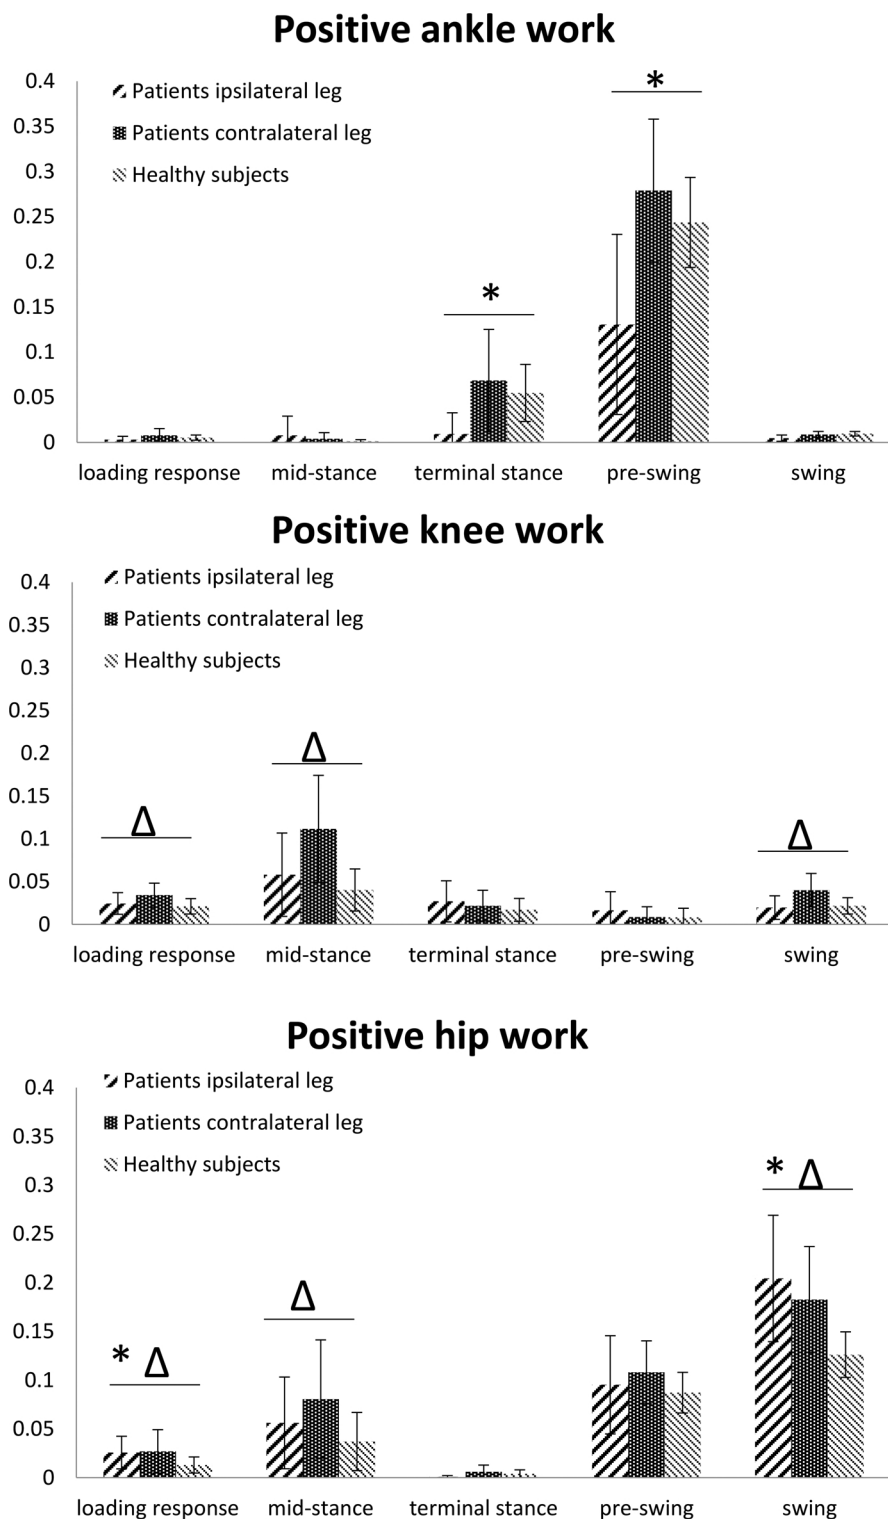 Positive ankle work
0.4
0.35
0.3
0.25
0.2
0.15
0.1
0.05
0
Patients ipsilateral leg
Patients contralateral leg
Healthy subjects
*
*
loading response mid-stance terminal stance pre-swing swing
Positive knee work
0.4
0.35
0.3
0.25
0.2
0.15
0.1
0.05
0
Patients ipsilateral leg
Patients contralateral leg
Healthy subjects
Δ
Δ
Δ
loading response mid-stance terminal stance pre-swing swing
Positive hip work
0.4
0.35
0.3
0.25
0.2
0.15
0.1
0.05
0
Patients ipsilateral leg
Patients contralateral leg
Healthy subjects
* Δ
Δ
* Δ
loading response mid-stance terminal stance pre-swing swing